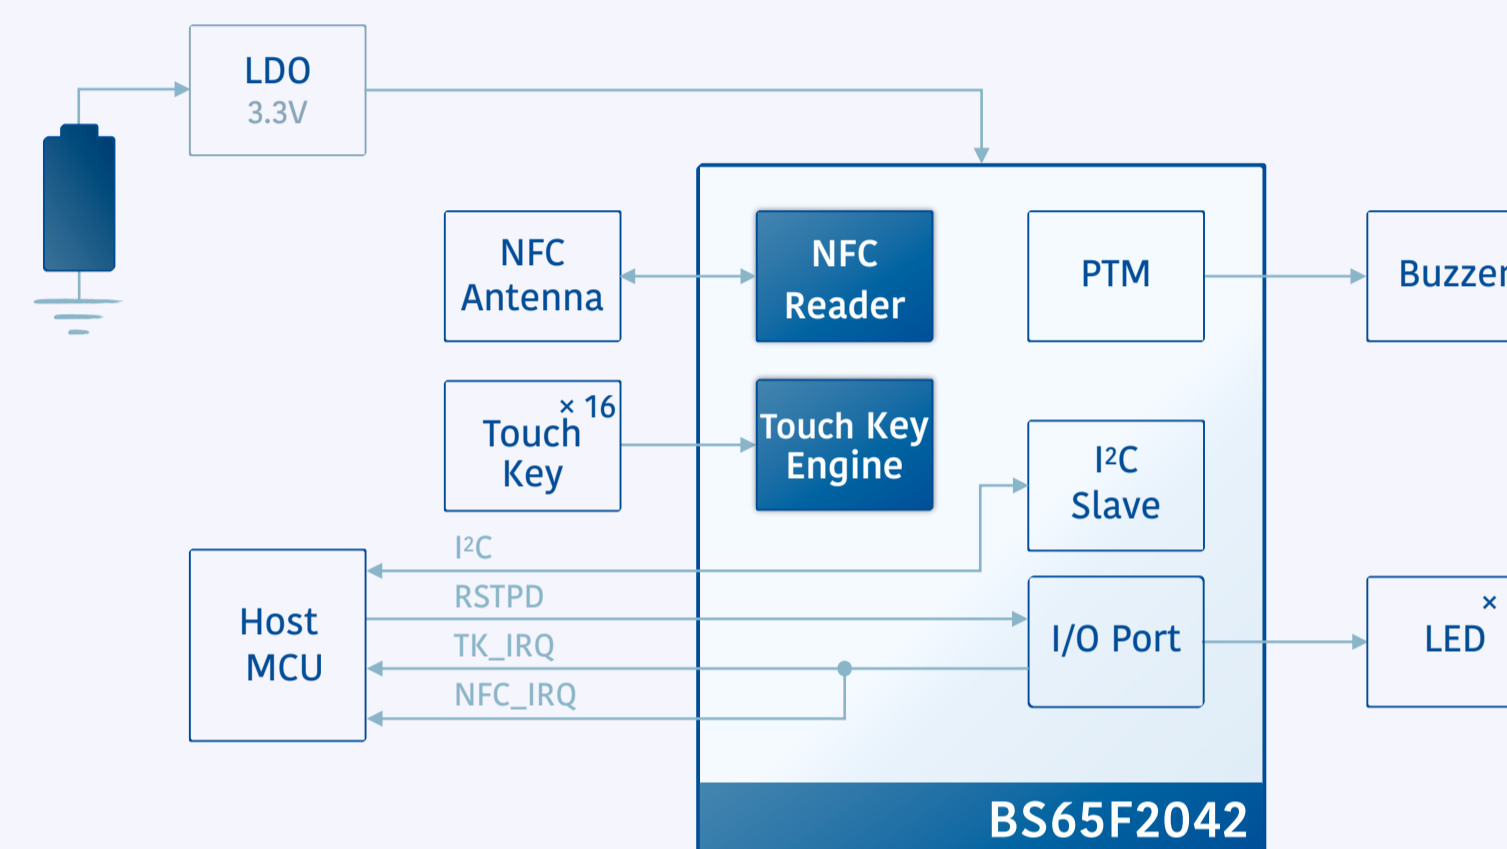 LDO
3.3V
NFC
Antenna
NFC
Reader
PTM
Buzzer
× 16
Touch
Key
Touch Key
Engine
I²C
Slave
I²C
RSTPD
TK_IRQ
NFC_IRQ
Host
MCU
I/O Port
×
LED
BS65F2042